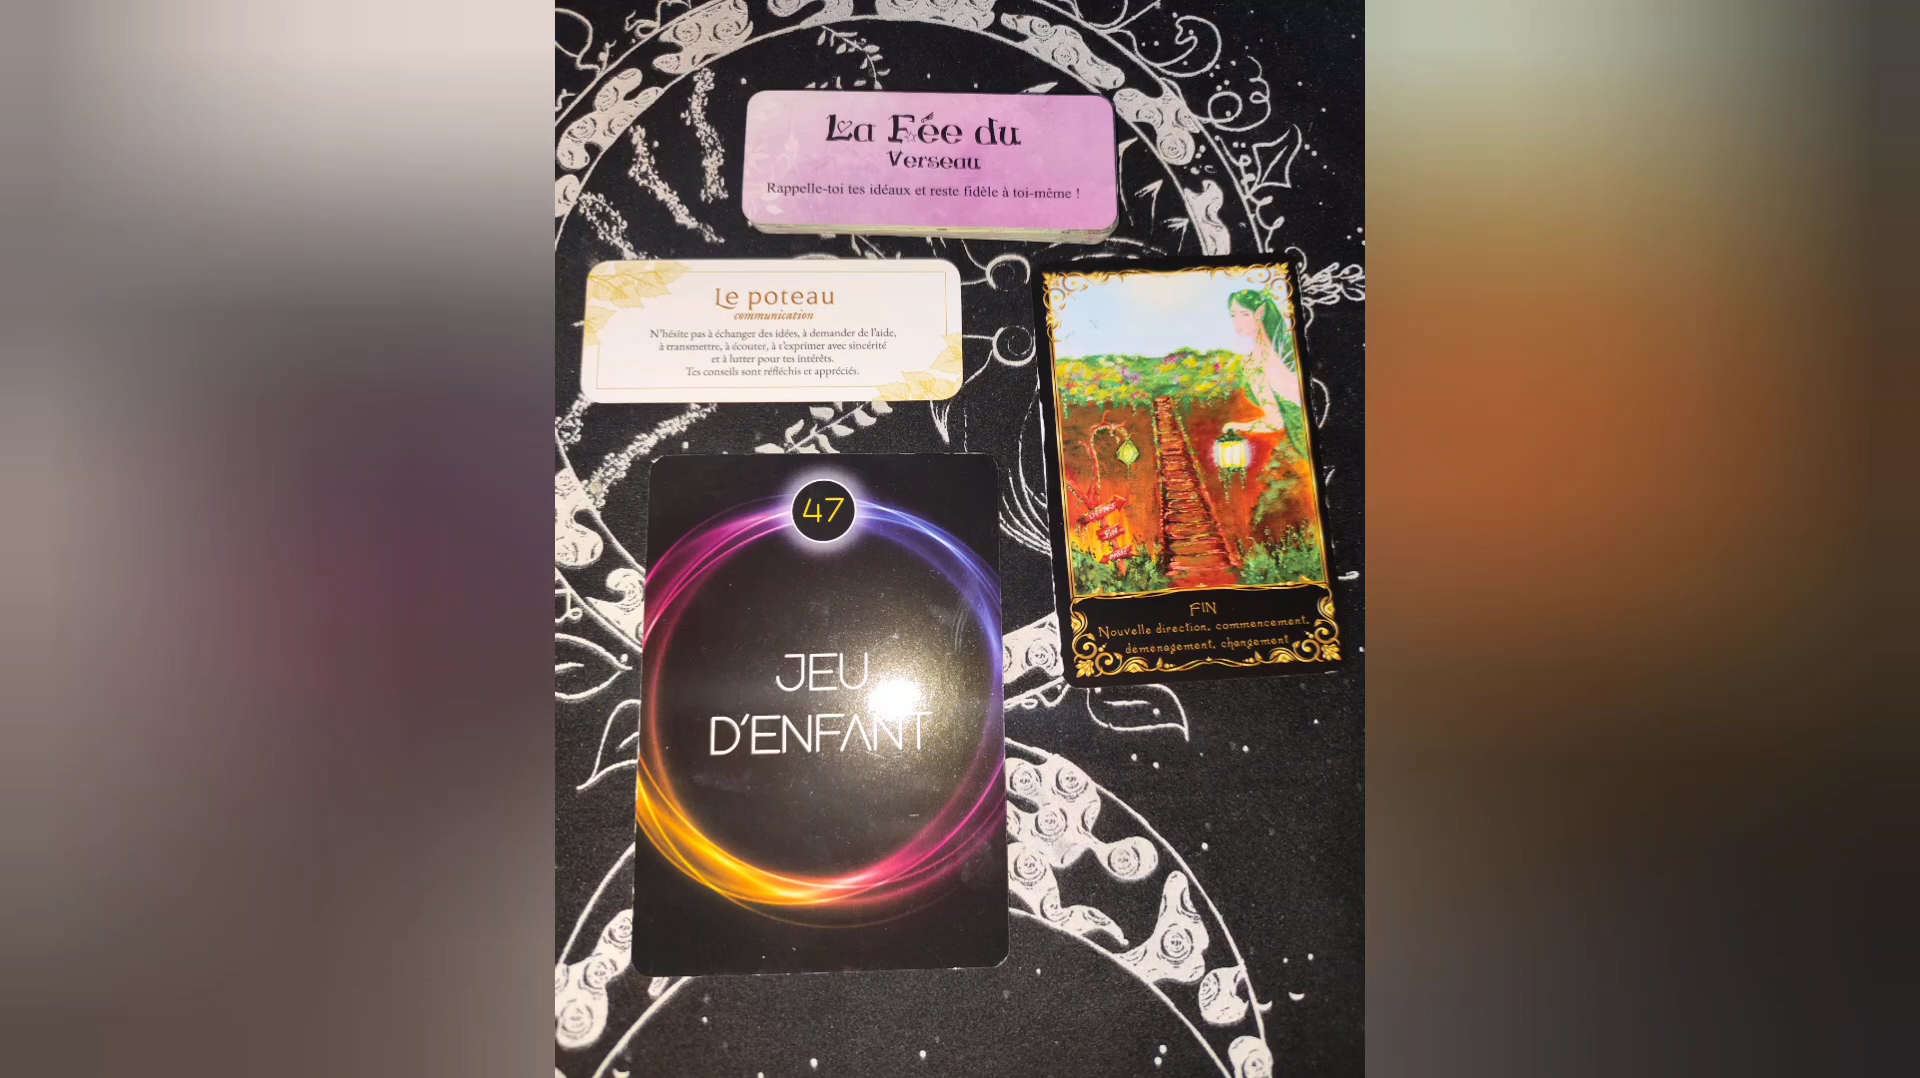 La Fée du
Verseau
Rappelle-toi tes idéaux et reste fidèle à toi-même !
Le poteau
communication
N'hésite pas à échanger des idées, à demander de l'aide,
à transmettre, à écouter, à t'exprimer avec sincérité
et à lutter pour tes intérêts.
Tes conseils sont réfléchis et appréciés.
47
JEU
D'ENFANT
FIN
FIN
Nouvelle direction, commencement,
déménagement, changement